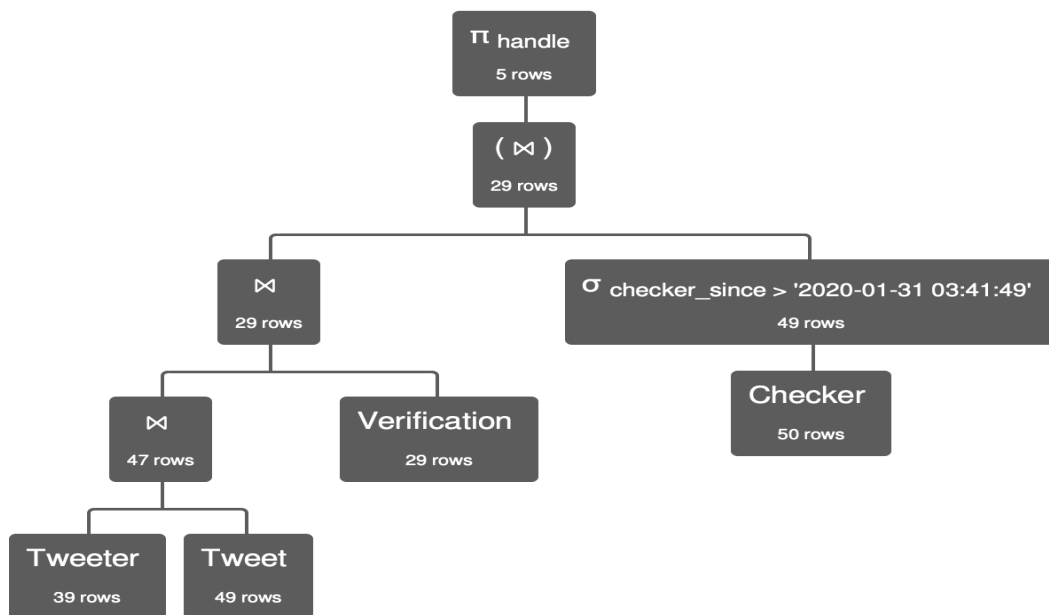 π handle
5 rows
( ⋈ )
29 rows
⋈
29 rows
σ checker_since > '2020-01-31 03:41:49'
49 rows
⋈
47 rows
Verification
29 rows
Checker
50 rows
Tweeter
39 rows
Tweet
49 rows